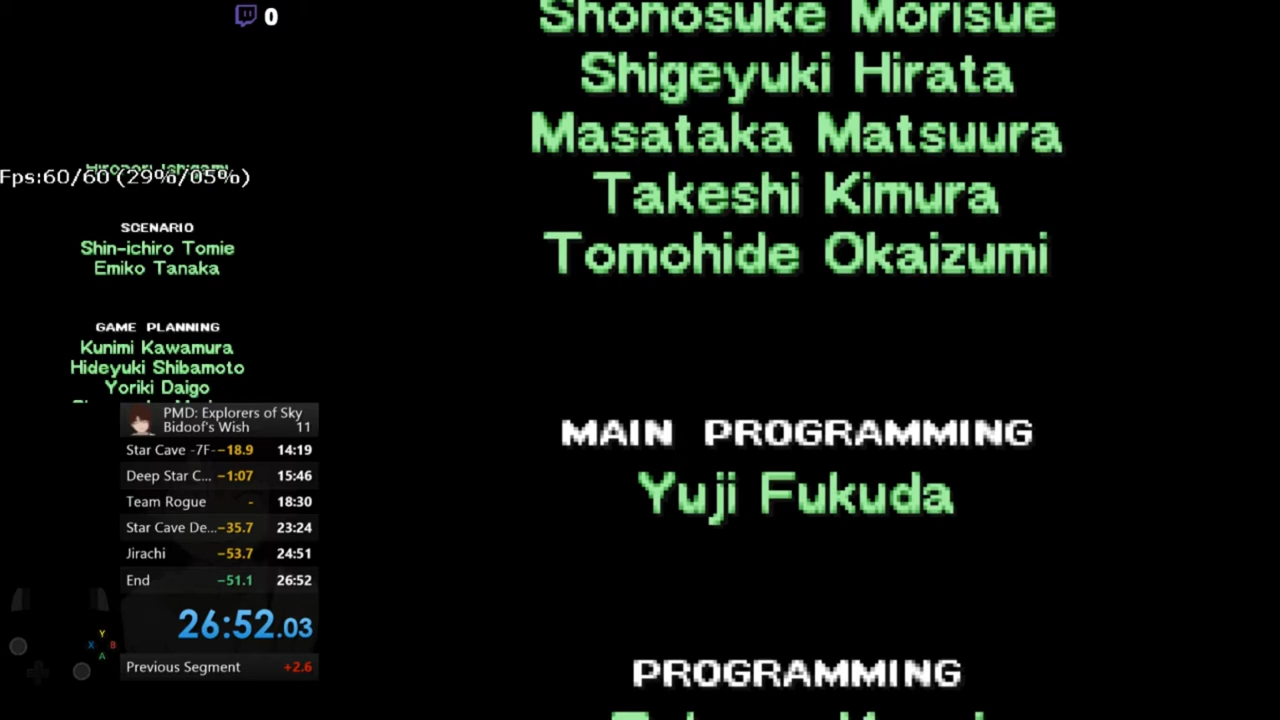 0
Fps:60/60(29%/05%)
SCENARIO
Shin-ichiro Tomie
Emiko Tanaka
GAME PLANNING
Kunimi Kawamura
Hideyuki Shibamoto
Yoriki Daigo
PMD: Explorers of Sky
Bidoof's Wish 11
Star Cave -7F- −18.9 14:19
Deep Star C... −1:07 15:46
Team Rogue - 18:30
Star Cave De... −35.7 23:24
Jirachi −53.7 24:51
End −51.1 26:52
26:52.03
Previous Segment +2.6
Y
X B
A
Shonosuke Morisue
Shigeyuki Hirata
Masataka Matsuura
Takeshi Kimura
Tomohide Okaizumi
MAIN PROGRAMMING
Yuji Fukuda
PROGRAMMING